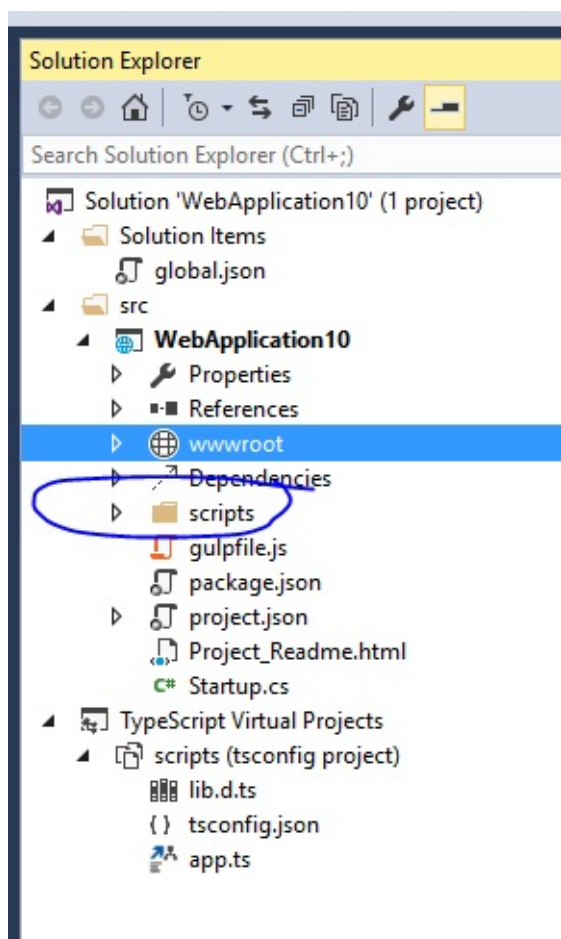 Solution Explorer
Search Solution Explorer (Ctrl+;)
Solution 'WebApplication10' (1 project)
Solution Items
global.json
src
WebApplication10
Properties
References
wwwroot
Dependencies
scripts
gulpfile.js
package.json
project.json
Project_Readme.html
C# Startup.cs
TypeScript Virtual Projects
scripts (tsconfig project)
lib.d.ts
{ } tsconfig.json
app.ts